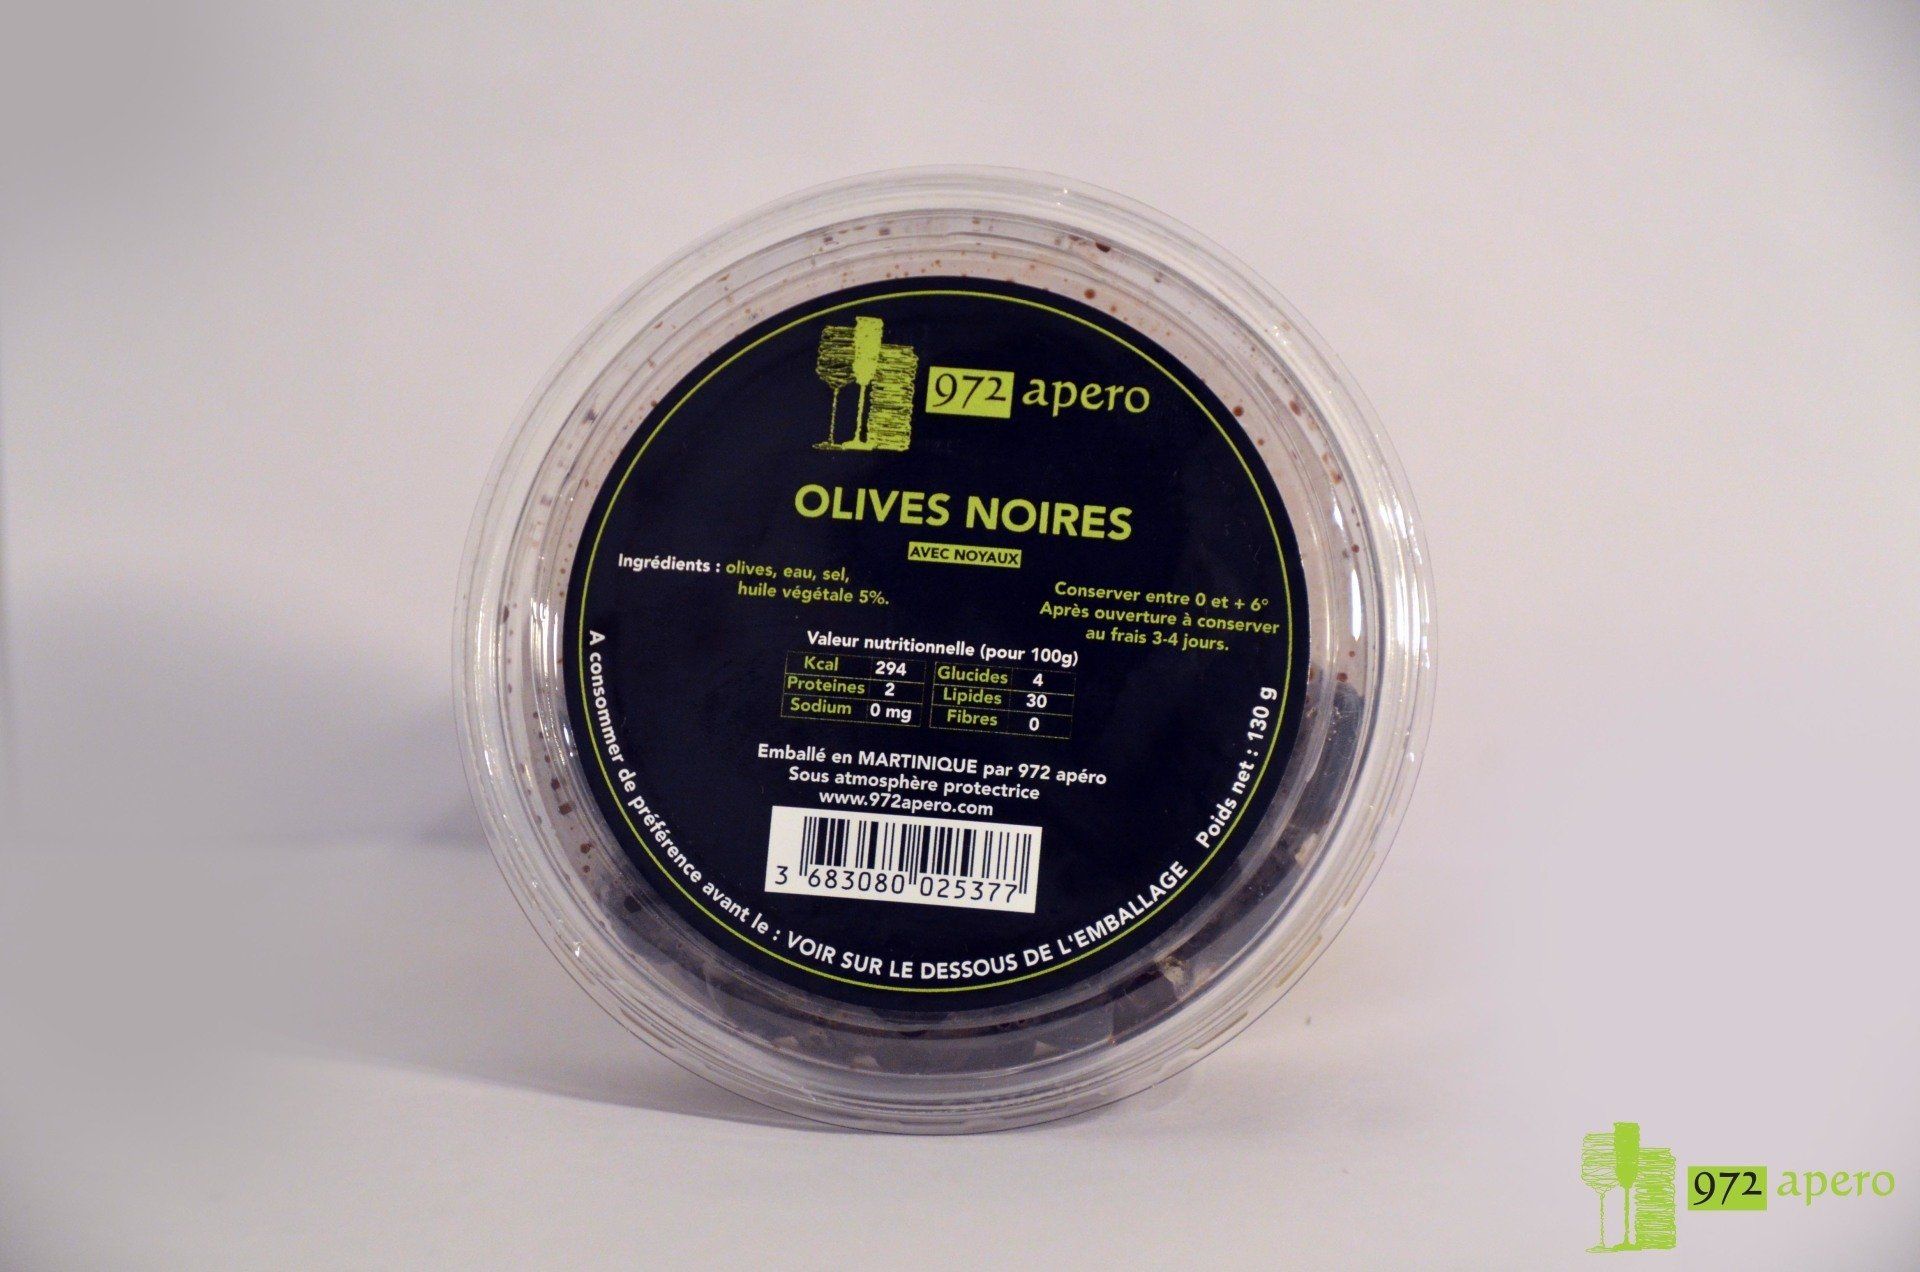 972 apero
OLIVES NOIRES
AVEC NOYAUX
Ingrédients : olives, eau, sel,
huile végétale 5%.
Conserver entre 0 et + 6°
Après ouverture à conserver
au frais 3-4 jours.
Valeur nutritionnelle (pour 100g)
Kcal 294 Glucides 4
Proteines 2 Lipides 30
Sodium 0 mg Fibres 0
Emballé en MARTINIQUE par 972 apéro
Sous atmosphère protectrice
www.972apero.com
3 683080 025377
A consommer de préférence avant le : VOIR SUR LE DESSOUS DE L'EMBALLAGE
Poids net : 130 g
972 apero